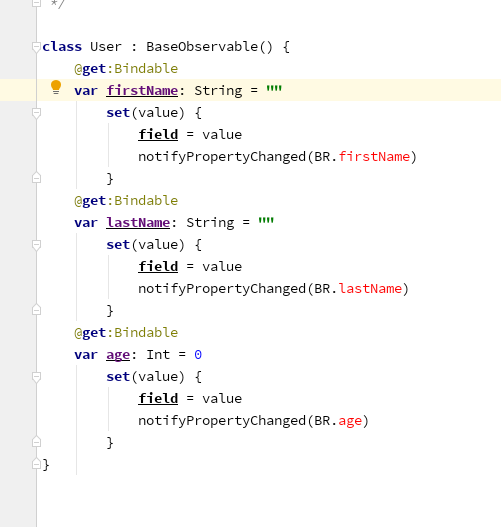 */
class User : BaseObservable() {
    @get:Bindable
    var firstName: String = ""
        set(value) {
            field = value
            notifyPropertyChanged(BR.firstName)
        }
    @get:Bindable
    var lastName: String = ""
        set(value) {
            field = value
            notifyPropertyChanged(BR.lastName)
        }
    @get:Bindable
    var age: Int = 0
        set(value) {
            field = value
            notifyPropertyChanged(BR.age)
        }
}